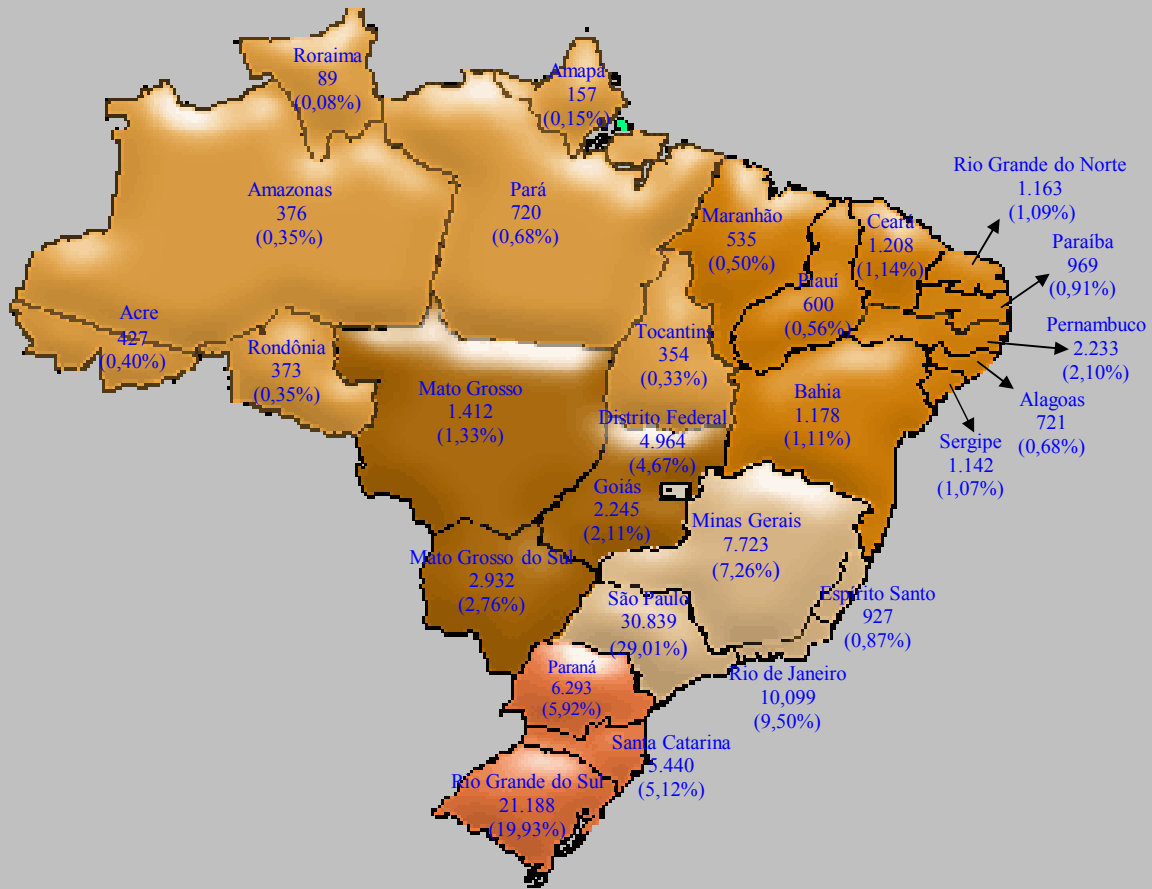 Roraima
89
(0,08%)
Amapá
157
(0,15%)
Amazonas
376
(0,35%)
Pará
720
(0,68%)
Maranhão
535
(0,50%)
Ceará
1.208
(1,14%)
Rio Grande do Norte
1.163
(1,09%)
Paraíba
969
(0,91%)
Piauí
600
(0,56%)
Pernambuco
2.233
(2,10%)
Acre
427
(0,40%)
Rondônia
373
(0,35%)
Tocantins
354
(0,33%)
Mato Grosso
1.412
(1,33%)
Bahia
1.178
(1,11%)
Alagoas
721
(0,68%)
Sergipe
1.142
(1,07%)
Distrito Federal
4.964
(4,67%)
Goiás
2.245
(2,11%)
Minas Gerais
7.723
(7,26%)
Mato Grosso do Sul
2.932
(2,76%)
São Paulo
30.839
(29,01%)
Espírito Santo
927
(0,87%)
Rio de Janeiro
10,099
(9,50%)
Paraná
6.293
(5,92%)
Santa Catarina
5.440
(5,12%)
Rio Grande do Sul
21.188
(19,93%)